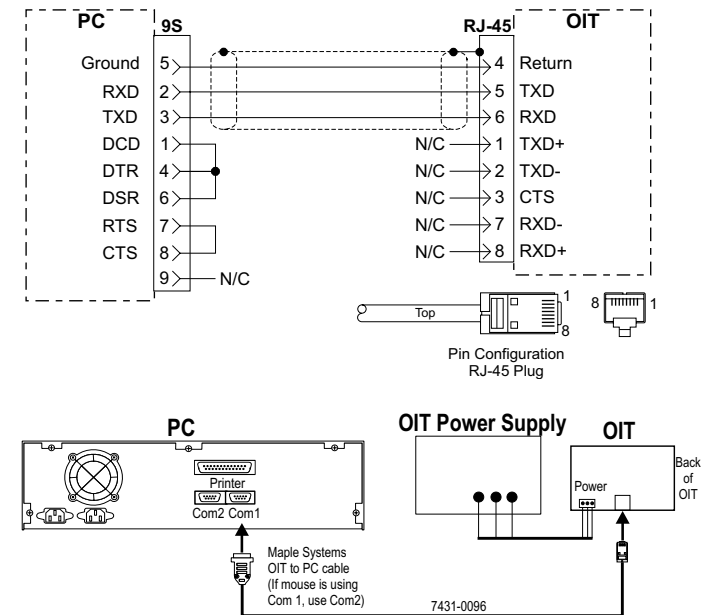 PC
9S
RJ-45
OIT
Ground 5 4 Return
RXD 2 5 TXD
TXD 3 6 RXD
DCD 1 N/C 1 TXD+
DTR 4 N/C 2 TXD-
DSR 6 N/C 3 CTS
RTS 7 N/C 7 RXD-
CTS 8 N/C 8 RXD+
9 N/C
Top
1
8
8
1
Pin Configuration
RJ-45 Plug
PC
Printer
Com2 Com1
OIT Power Supply
OIT
Power
Back
of
OIT
Maple Systems
OIT to PC cable
(If mouse is using
Com 1, use Com2)
7431-0096